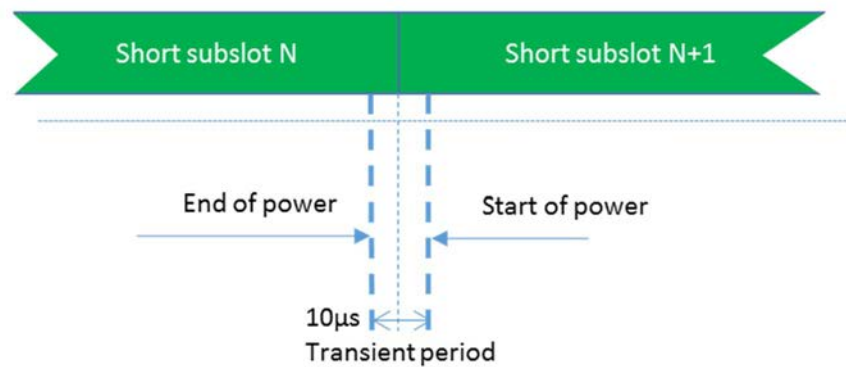 Short subslot N
Short subslot N+1
End of power
Start of power
10µs
Transient period